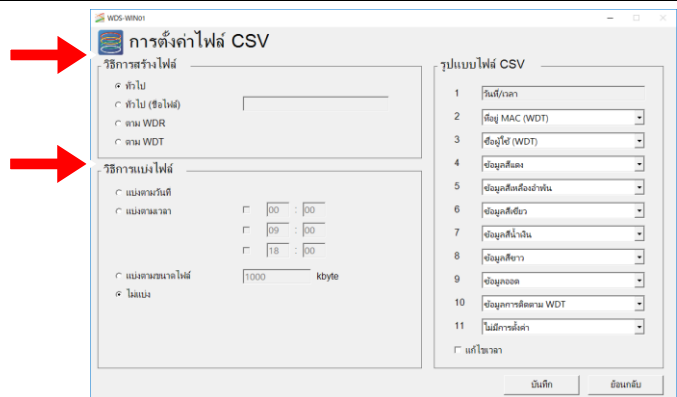 WDS-WIN01
การตั้งค่าไฟล์ CSV
วิธีการสร้างไฟล์
ทั่วไป
ทั่วไป (ชื่อไฟล์)
ตาม WDR
ตาม WDT
วิธีการแบ่งไฟล์
แบ่งตามวันที่
แบ่งตามเวลา
00 : 00
09 : 00
18 : 00
แบ่งตามขนาดไฟล์ 1000 kbyte
ไม่แบ่ง
รูปแบบไฟล์ CSV
1 วันที่/เวลา
2 ที่อยู่ MAC (WDT)
3 ชื่อผู้ใช้ (WDT)
4 ข้อมูลสีแดง
5 ข้อมูลสีเหลืองอำพัน
6 ข้อมูลสีเขียว
7 ข้อมูลสีน้ำเงิน
8 ข้อมูลสีขาว
9 ข้อมูลออด
10 ข้อมูลการติดตาม WDT
11 ไม่มีการตั้งค่า
แก้ไขเวลา
บันทึก ย้อนกลับ